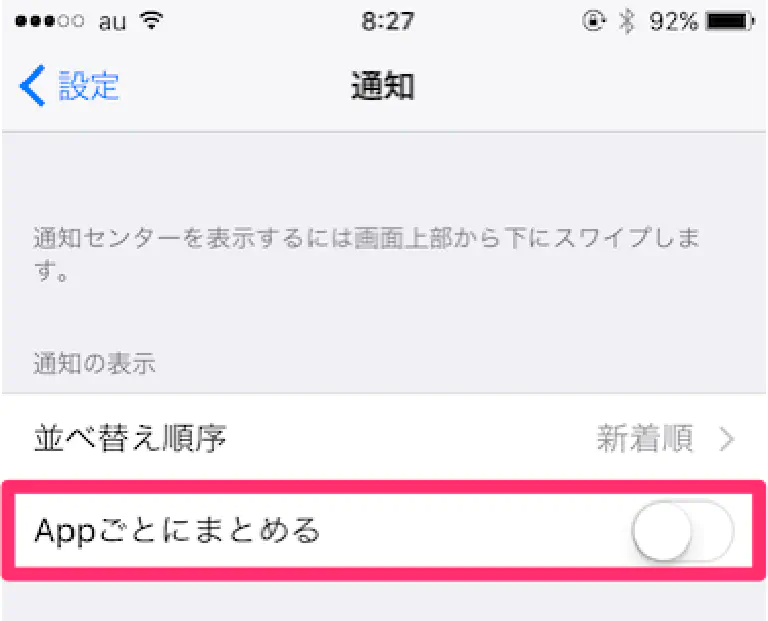 au 8:27 92%
設定 通知
通知センターを表示するには画面上部から下にスワイプしま
す。
通知の表示
並べ替え順序 新着順
Appごとにまとめる